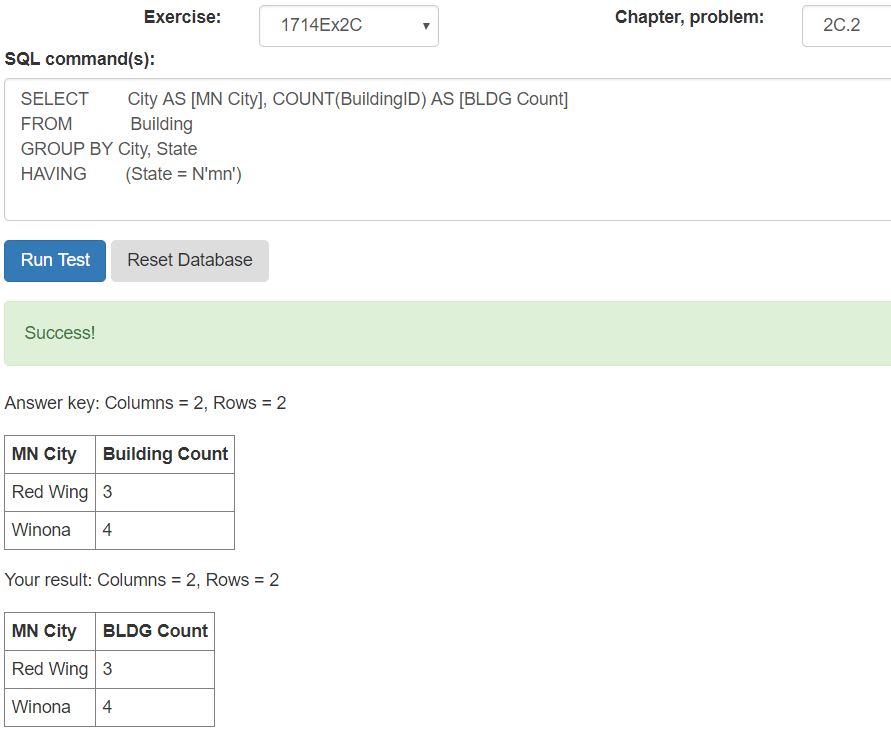 Exercise: 1714Ex2C Chapter, problem: 2C.2
SQL command(s):
SELECT City AS [MN City], COUNT(BuildingID) AS [BLDG Count]
FROM Building
GROUP BY City, State
HAVING (State = N'mn')
Run Test Reset Database
Success!
Answer key: Columns = 2, Rows = 2
MN City Building Count
Red Wing 3
Winona 4
Your result: Columns = 2, Rows = 2
MN City BLDG Count
Red Wing 3
Winona 4